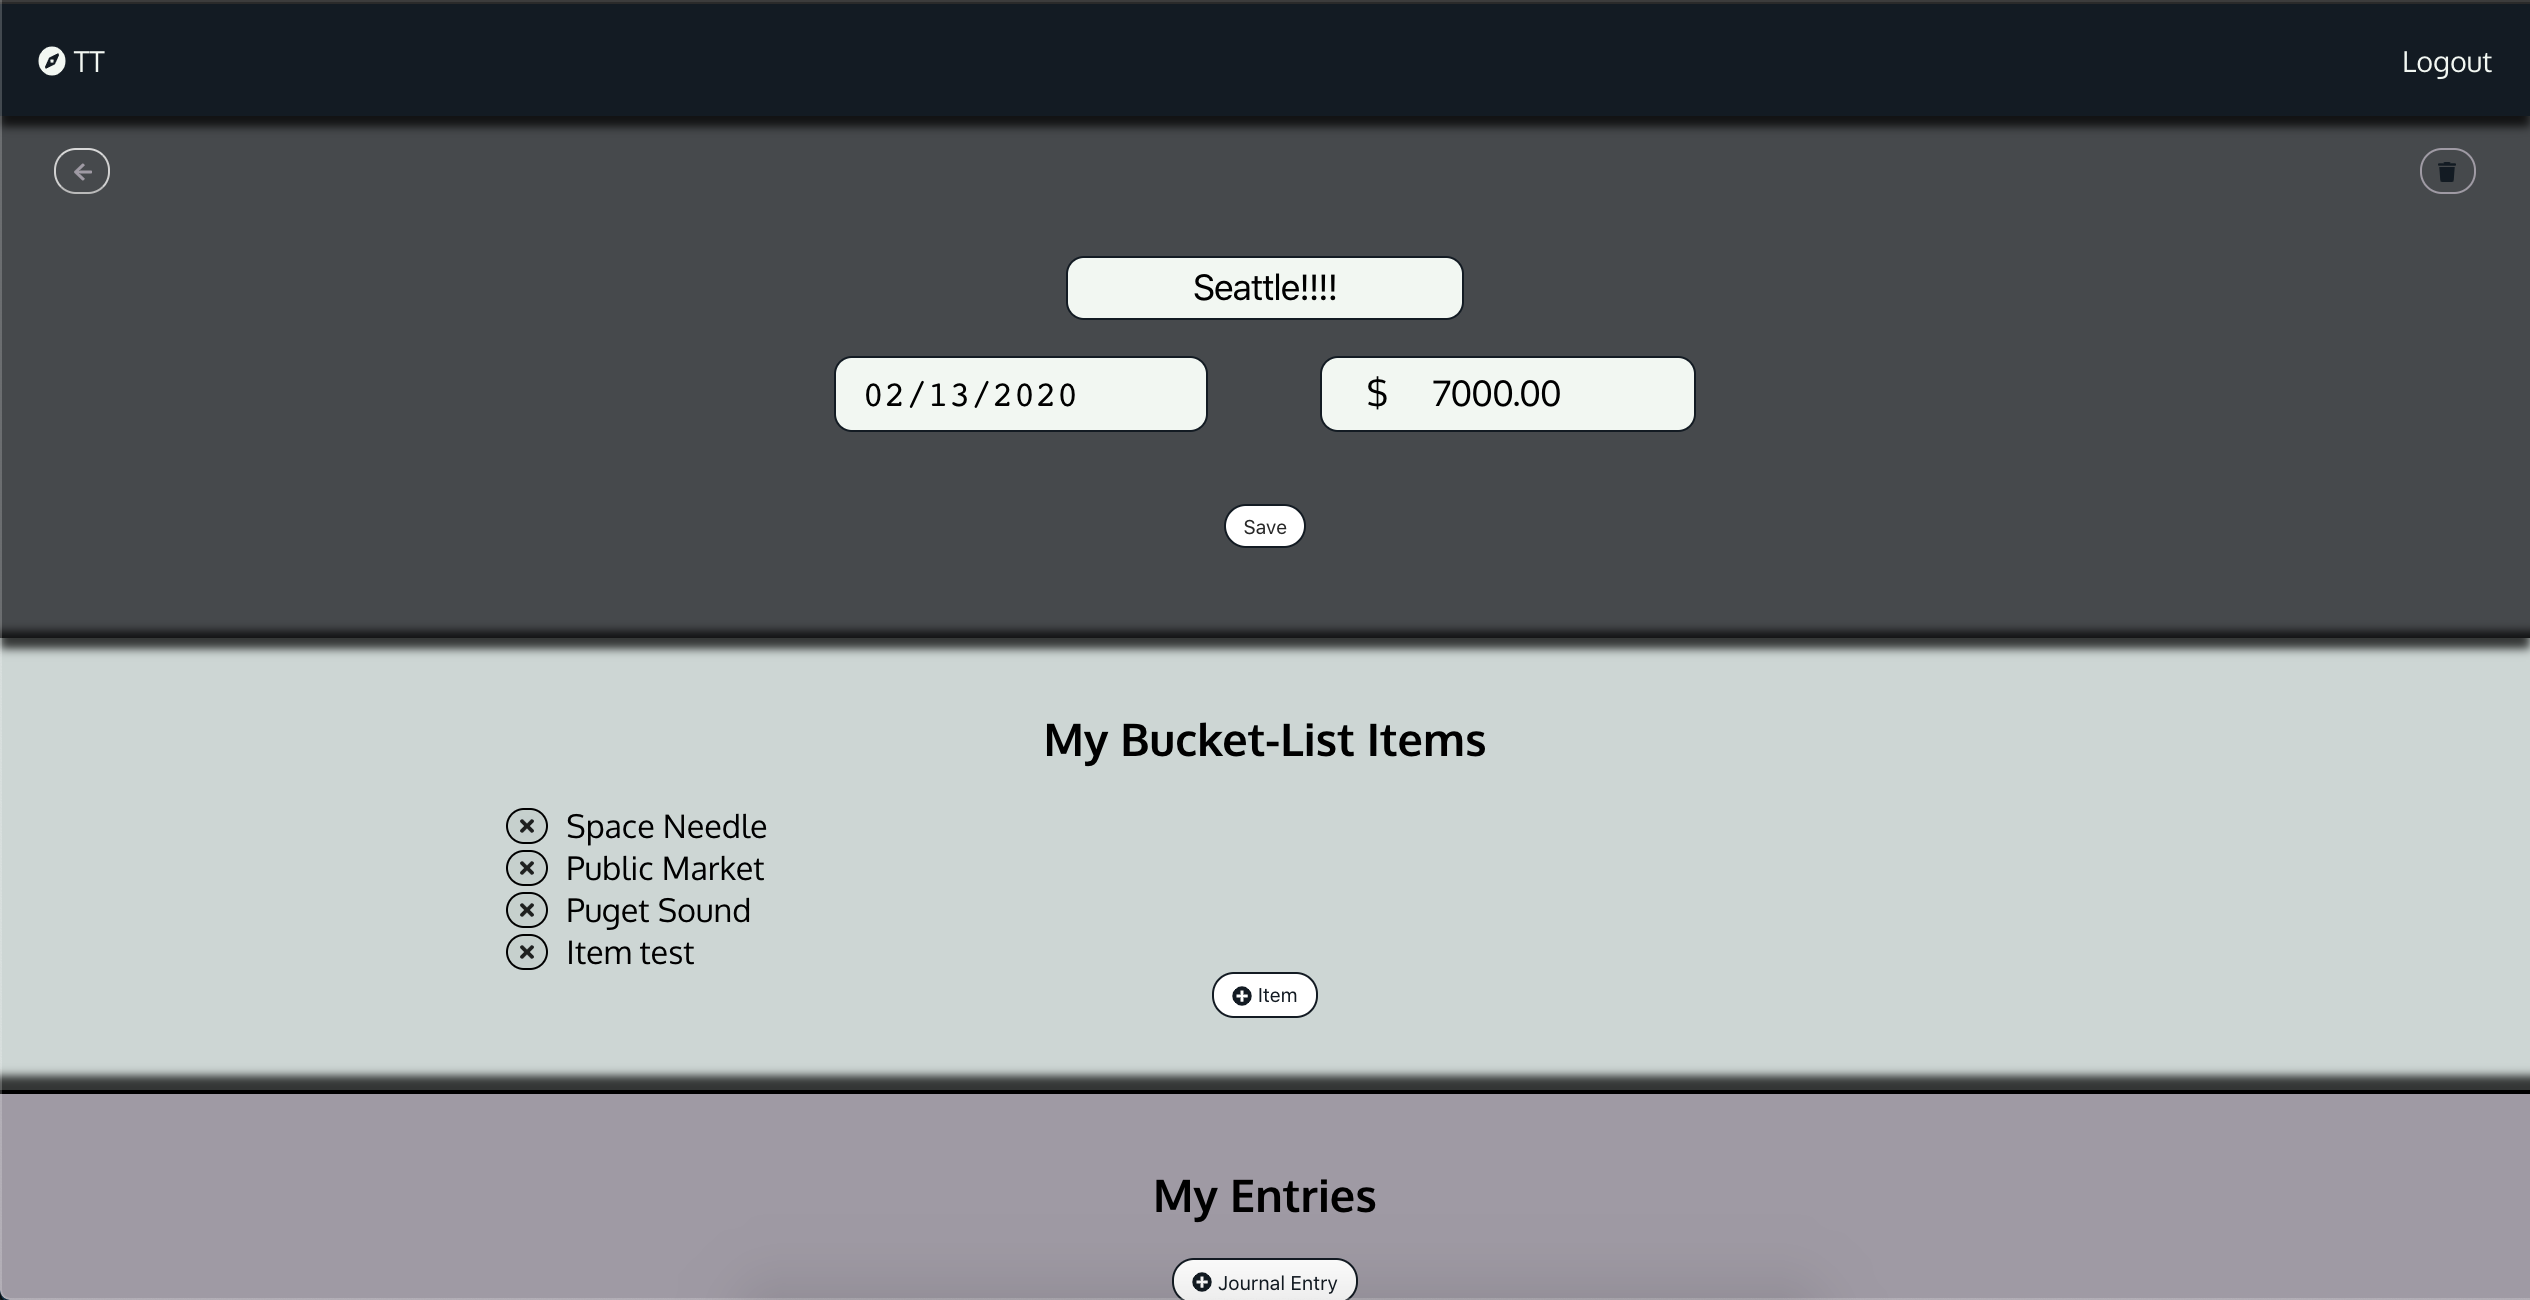 TT
Logout
Seattle!!!!
02/13/2020
$ 7000.00
Save
My Bucket-List Items
Space Needle
Public Market
Puget Sound
Item test
Item
My Entries
Journal Entry